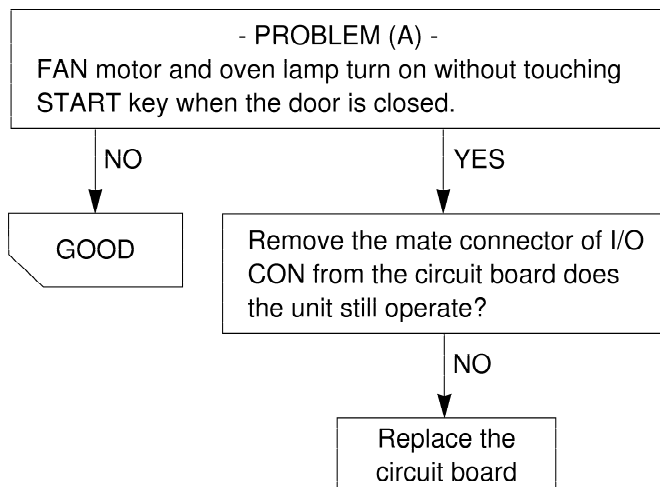 - PROBLEM (A) -
FAN motor and oven lamp turn on without touching
START key when the door is closed.
NO
YES
GOOD
Remove the mate connector of I/O
CON from the circuit board does
the unit still operate?
NO
Replace the
circuit board